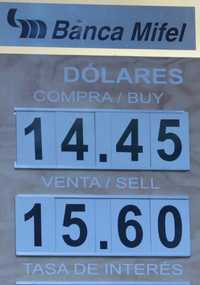 Banca Mifel
DÓLARES
COMPRA / BUY
14.45
VENTA / SELL
15.60
TASA DE INTERÉS